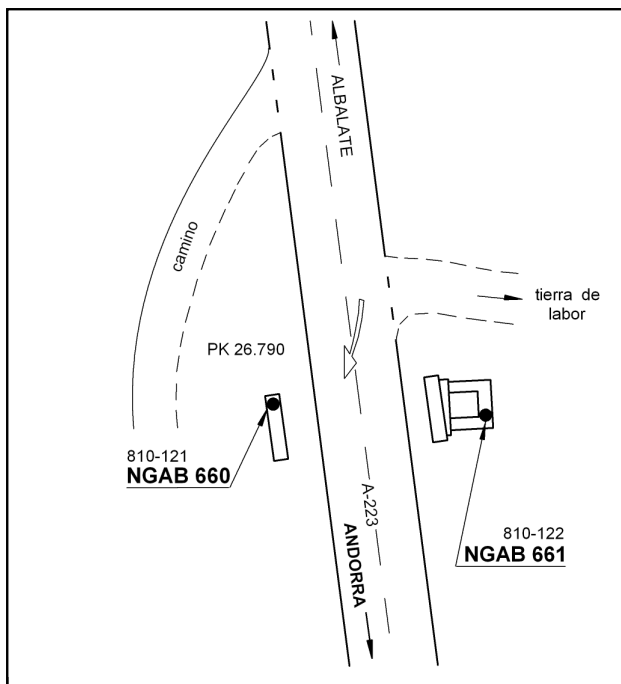 ALBALATE
camino
tierra de
labor
PK 26.790
810-121
NGAB 660
A-223
ANDORRA
810-122
NGAB 661